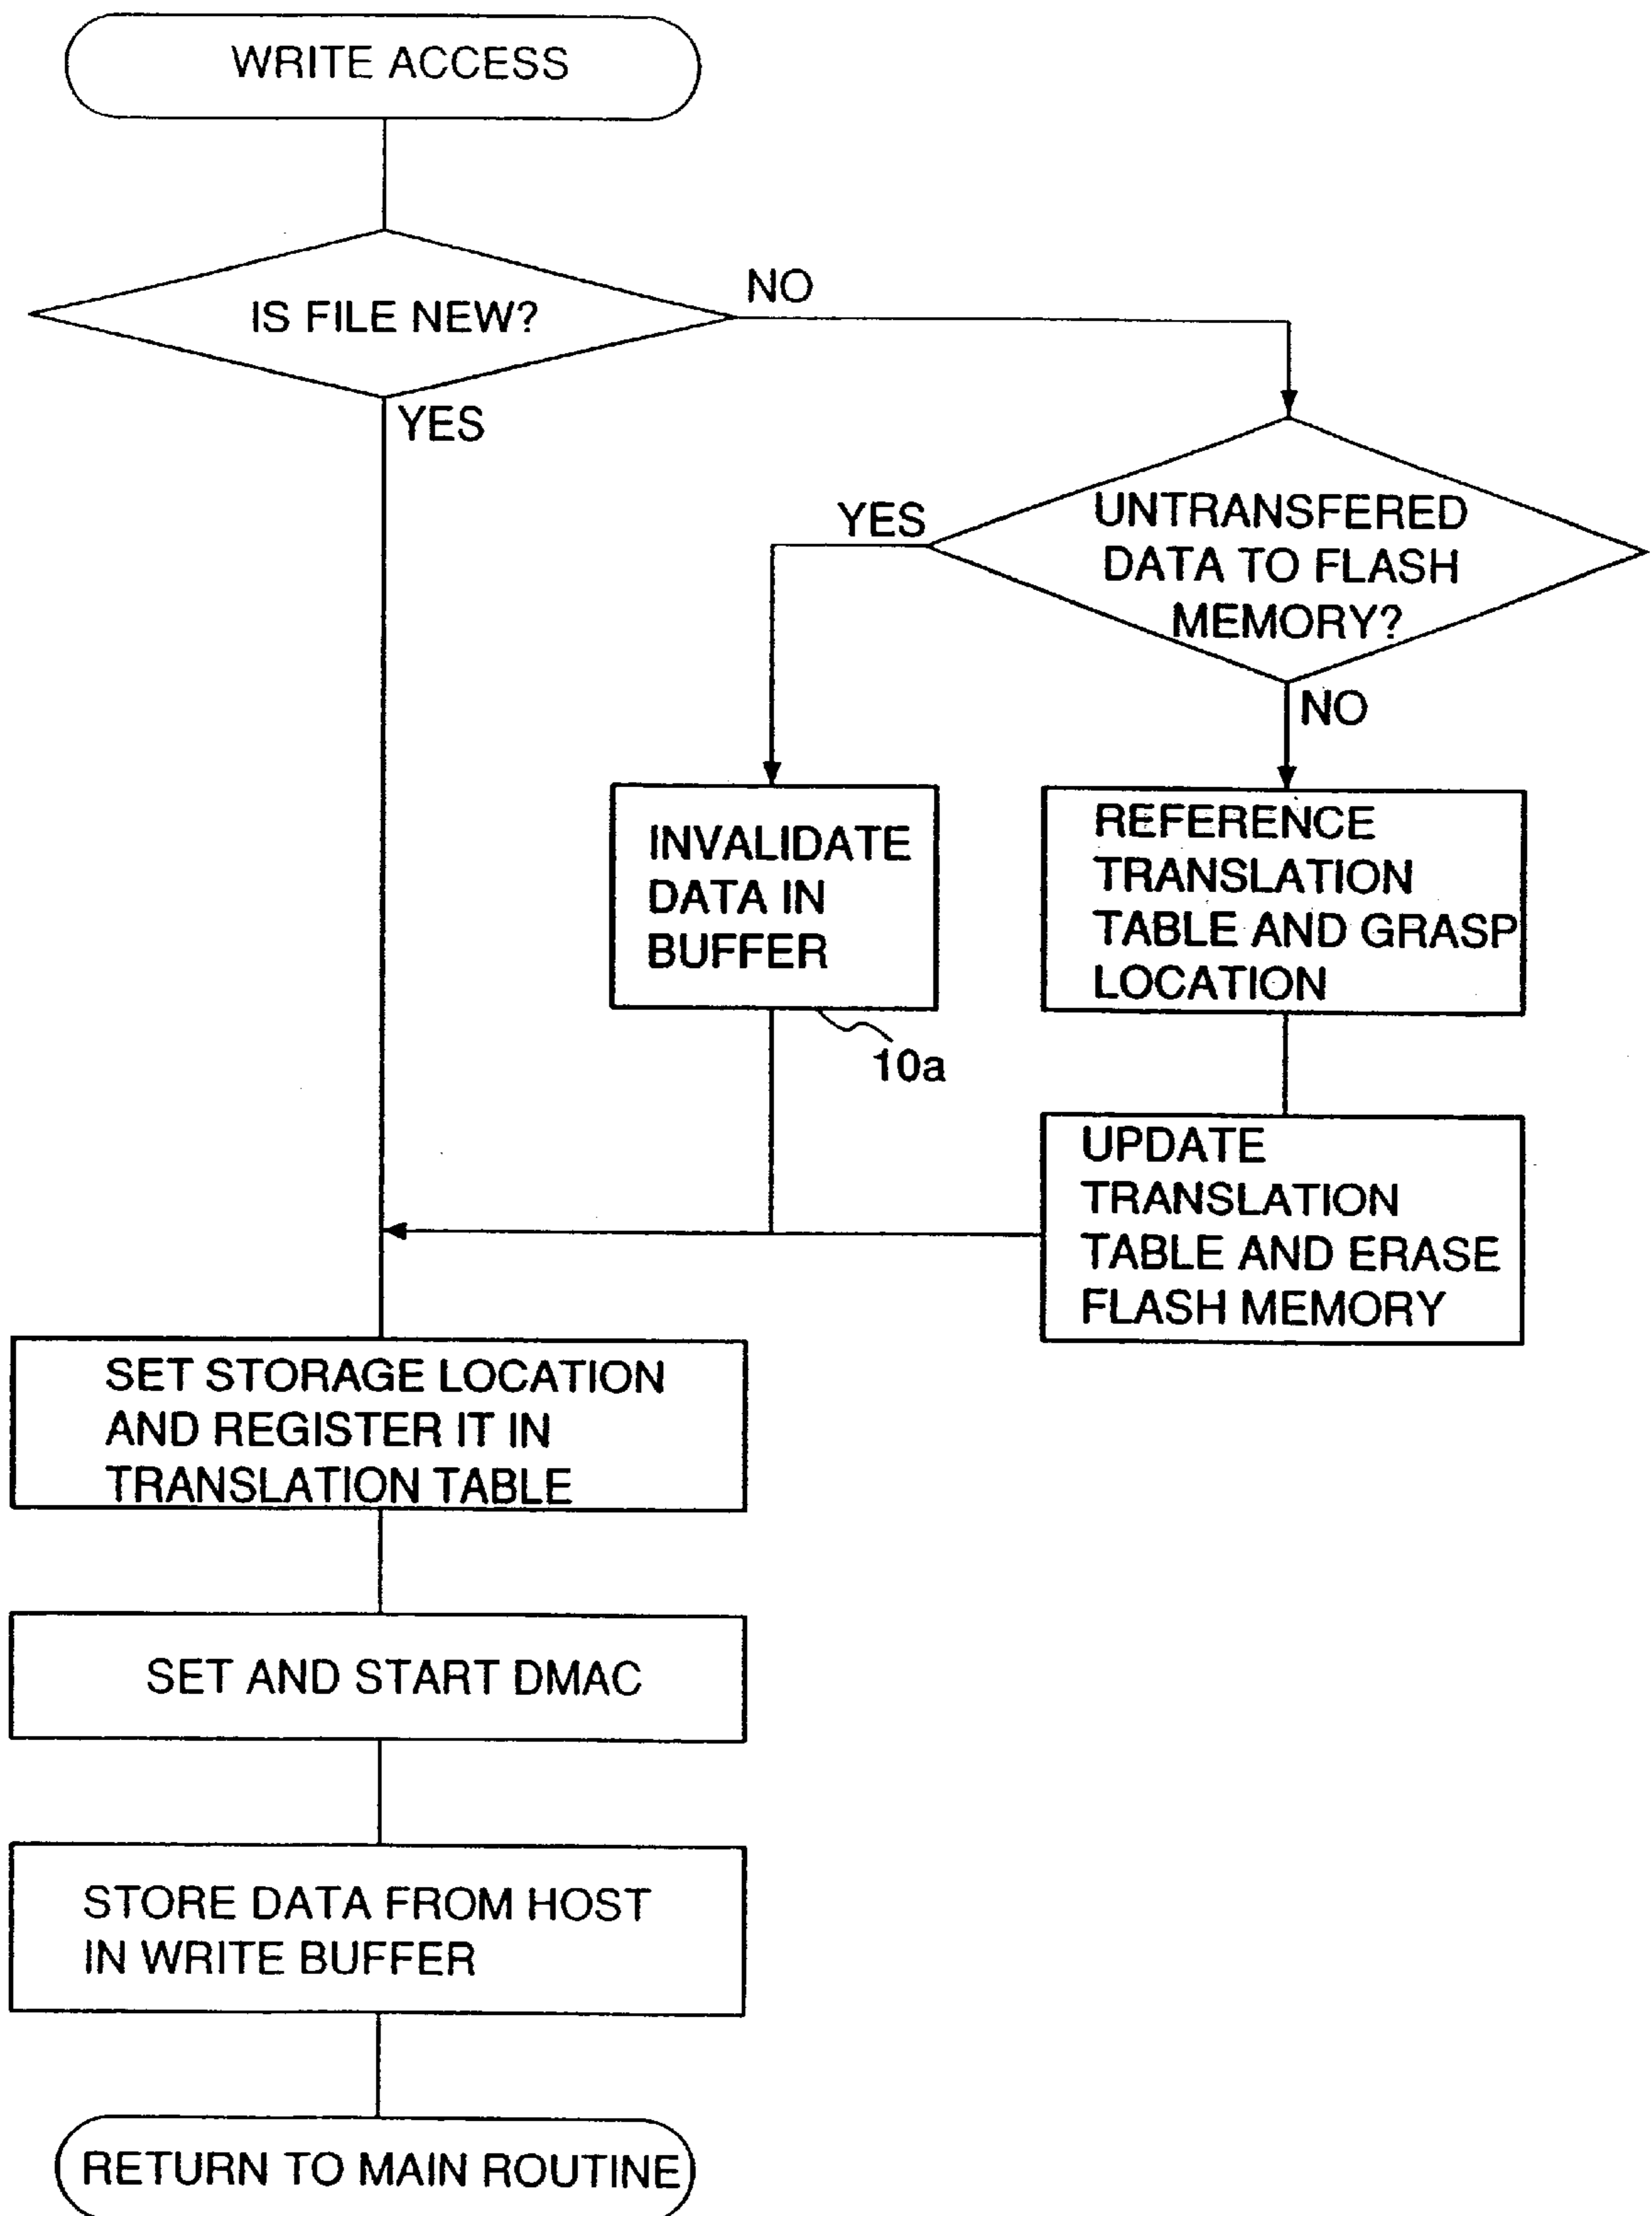 WRITE ACCESS
IS FILE NEW?
NO
YES
UNTRANSFERED
DATA TO FLASH
MEMORY?
YES
NO
INVALIDATE
DATA IN
BUFFER
10a
REFERENCE
TRANSLATION
TABLE AND GRASP
LOCATION
UPDATE
TRANSLATION
TABLE AND ERASE
FLASH MEMORY
SET STORAGE LOCATION
AND REGISTER IT IN
TRANSLATION TABLE
SET AND START DMAC
STORE DATA FROM HOST
IN WRITE BUFFER
RETURN TO MAIN ROUTINE